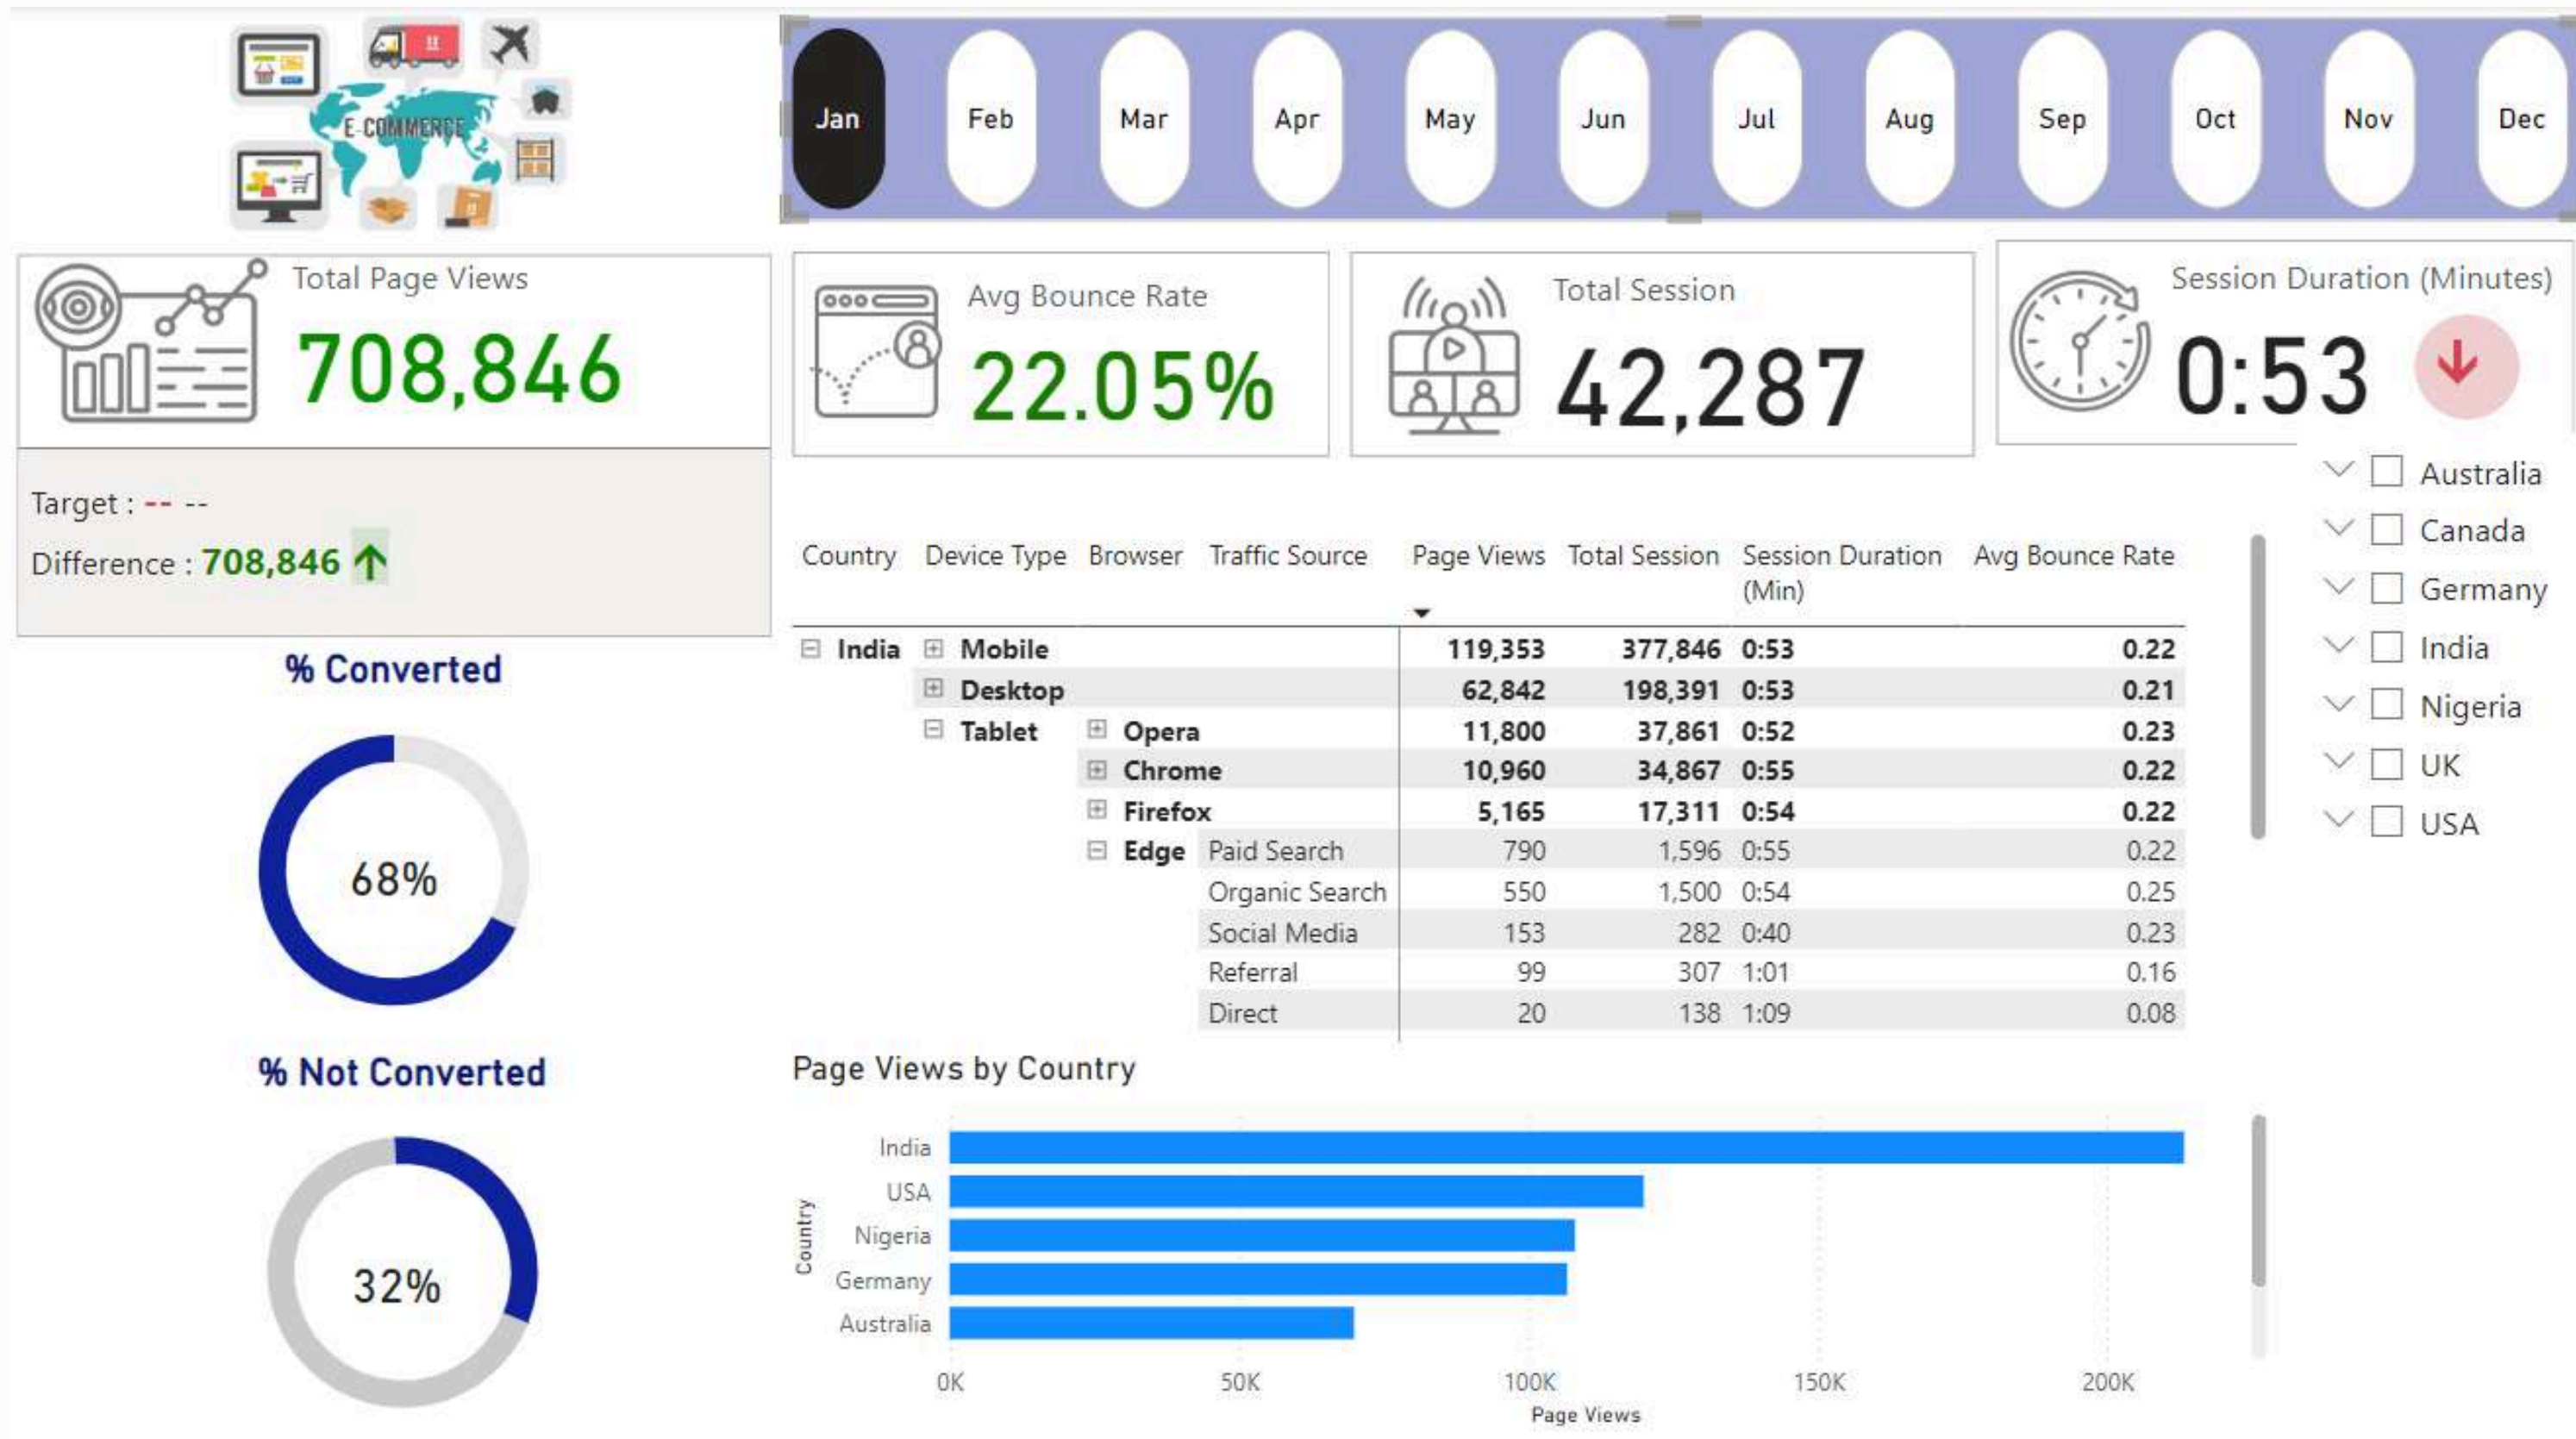 E-COMMERCE
Jan Feb Mar Apr May Jun Jul Aug Sep Oct Nov Dec
Total Page Views
708,846
Target : -- --
Difference : 708,846
Avg Bounce Rate
22.05%
Total Session
42,287
Session Duration (Minutes)
0:53
Australia
Canada
Germany
India
Nigeria
UK
USA
Country Device Type Browser Traffic Source Page Views Total Session Session Duration Avg Bounce Rate
(Min)
India Mobile 119,353 377,846 0:53 0.22
Desktop 62,842 198,391 0:53 0.21
Tablet Opera 11,800 37,861 0:52 0.23
Chrome 10,960 34,867 0:55 0.22
Firefox 5,165 17,311 0:54 0.22
Edge Paid Search 790 1,596 0:55 0.22
Organic Search 550 1,500 0:54 0.25
Social Media 153 282 0:40 0.23
Referral 99 307 1:01 0.16
Direct 20 138 1:09 0.08
% Converted
68%
% Not Converted
32%
Page Views by Country
Country
India
USA
Nigeria
Germany
Australia
0K 50K 100K 150K 200K
Page Views